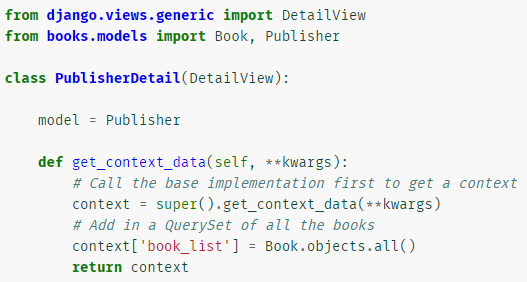 from django.views.generic import DetailView
from books.models import Book, Publisher
class PublisherDetail(DetailView):
model = Publisher
def get_context_data(self, **kwargs):
# Call the base implementation first to get a context
context = super().get_context_data(**kwargs)
# Add in a QuerySet of all the books
context['book_list'] = Book.objects.all()
return context